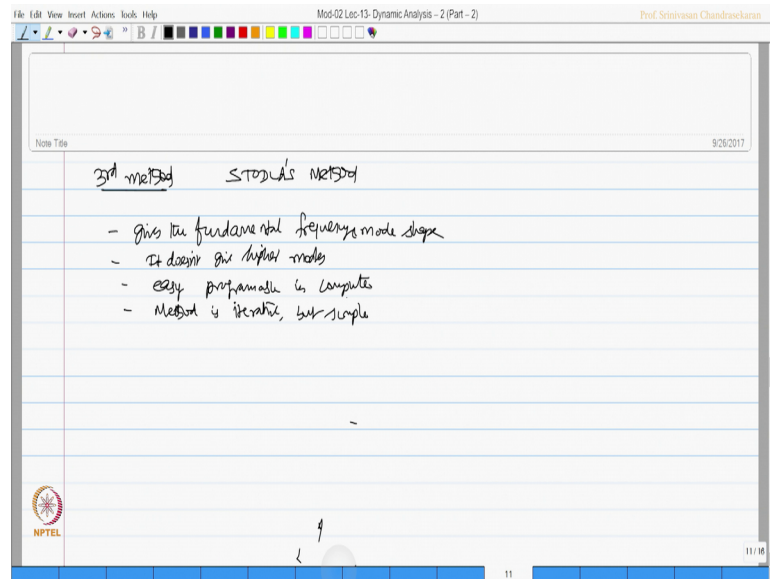 File Edit View Insert Actions Tools Help
Mod-02 Lec-13- Dynamic Analysis – 2 (Part – 2)
Prof. Srinivasan Chandrasekaran
B I
Note Title
9/26/2017
3rd method STODLA'S Method
- gives the fundamental frequency & mode shape
- It doesn't give higher modes
- easy programable in computer
- Method is iterative, but simple
NPTEL
11 / 16
11